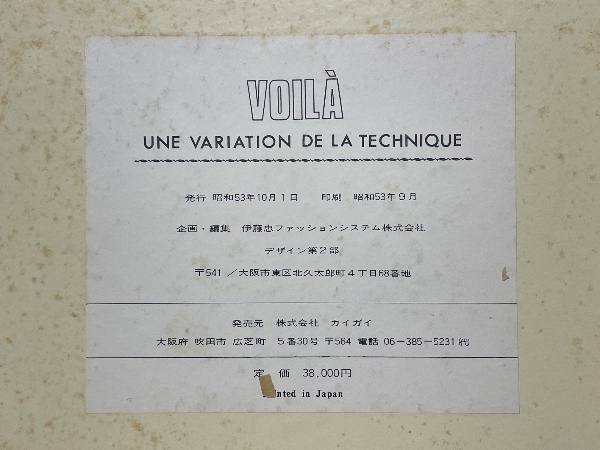 VOILÀ
UNE VARIATION DE LA TECHNIQUE
発行 昭和53年10月1日 印刷 昭和53年9月
企画・編集 伊藤忠ファッションシステム株式会社
デザイン第2部
〒541 /大阪市東区北久太郎町4丁目68番地
発売元 株式会社 カイガイ
大阪府 吹田市 広芝町 5番30号 〒564 電話 06-385-5231代
定 価 38,000円
in Japan